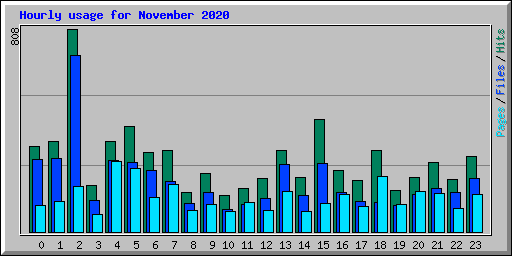 Hourly usage for November 2020
808
Pages/Files/Hits
0 1 2 3 4 5 6 7 8 9 10 11 12 13 14 15 16 17 18 19 20 21 22 23